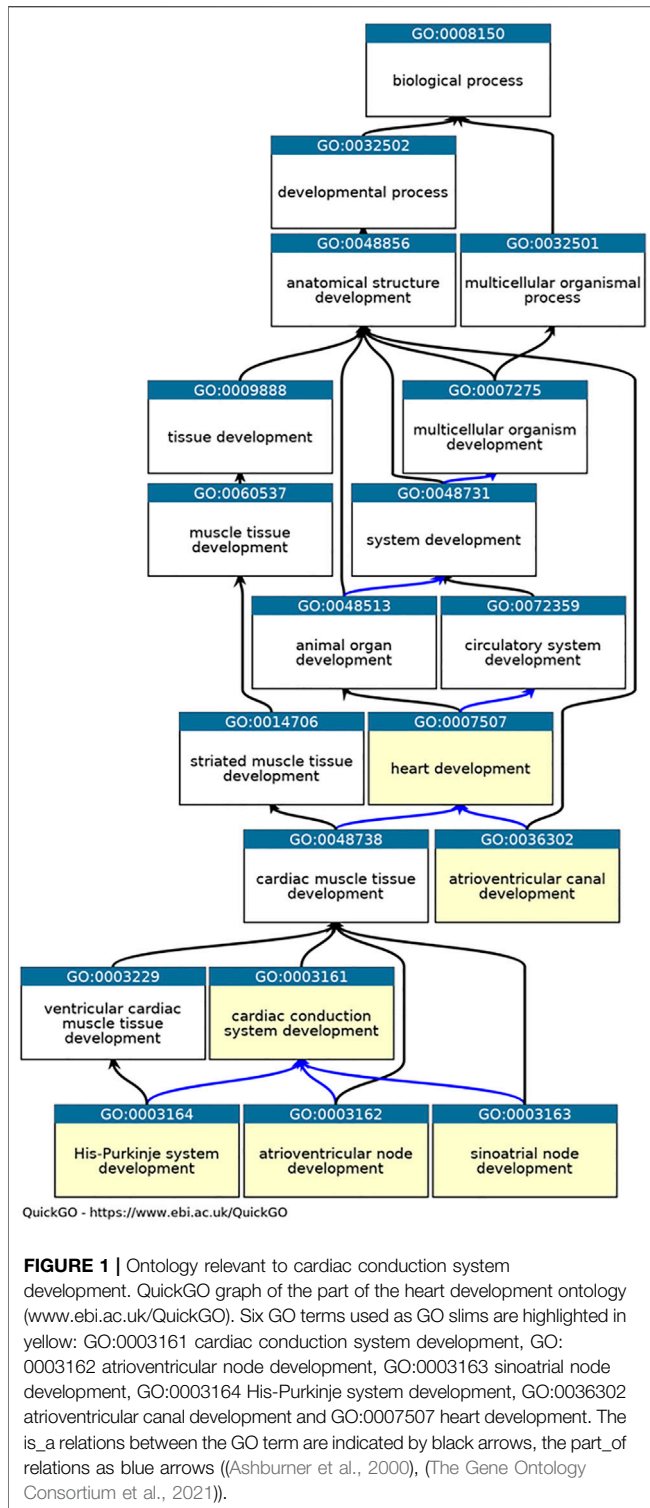 GO:0008150
biological process
GO:0032502
developmental process
GO:0048856
anatomical structure
development
GO:0032501
multicellular organismal
process
GO:0009888
tissue development
GO:0007275
multicellular organism
development
GO:0060537
muscle tissue
development
GO:0048731
system development
GO:0048513
animal organ
development
GO:0072359
circulatory system
development
GO:0014706
striated muscle tissue
development
GO:0007507
heart development
GO:0048738
cardiac muscle tissue
development
GO:0036302
atrioventricular canal
development
GO:0003229
ventricular cardiac
muscle tissue
development
GO:0003161
cardiac conduction
system development
GO:0003164
His-Purkinje system
development
GO:0003162
atrioventricular node
development
GO:0003163
sinoatrial node
development
QuickGO - https://www.ebi.ac.uk/QuickGO
FIGURE 1 | Ontology relevant to cardiac conduction system
development. QuickGO graph of the part of the heart development ontology
(www.ebi.ac.uk/QuickGO). Six GO terms used as GO slims are highlighted in
yellow: GO:0003161 cardiac conduction system development, GO:
0003162 atrioventricular node development, GO:0003163 sinoatrial node
development, GO:0003164 His-Purkinje system development, GO:0036302
atrioventricular canal development and GO:0007507 heart development. The
is_a relations between the GO term are indicated by black arrows, the part_of
relations as blue arrows ((Ashburner et al., 2000), (The Gene Ontology
Consortium et al., 2021)).